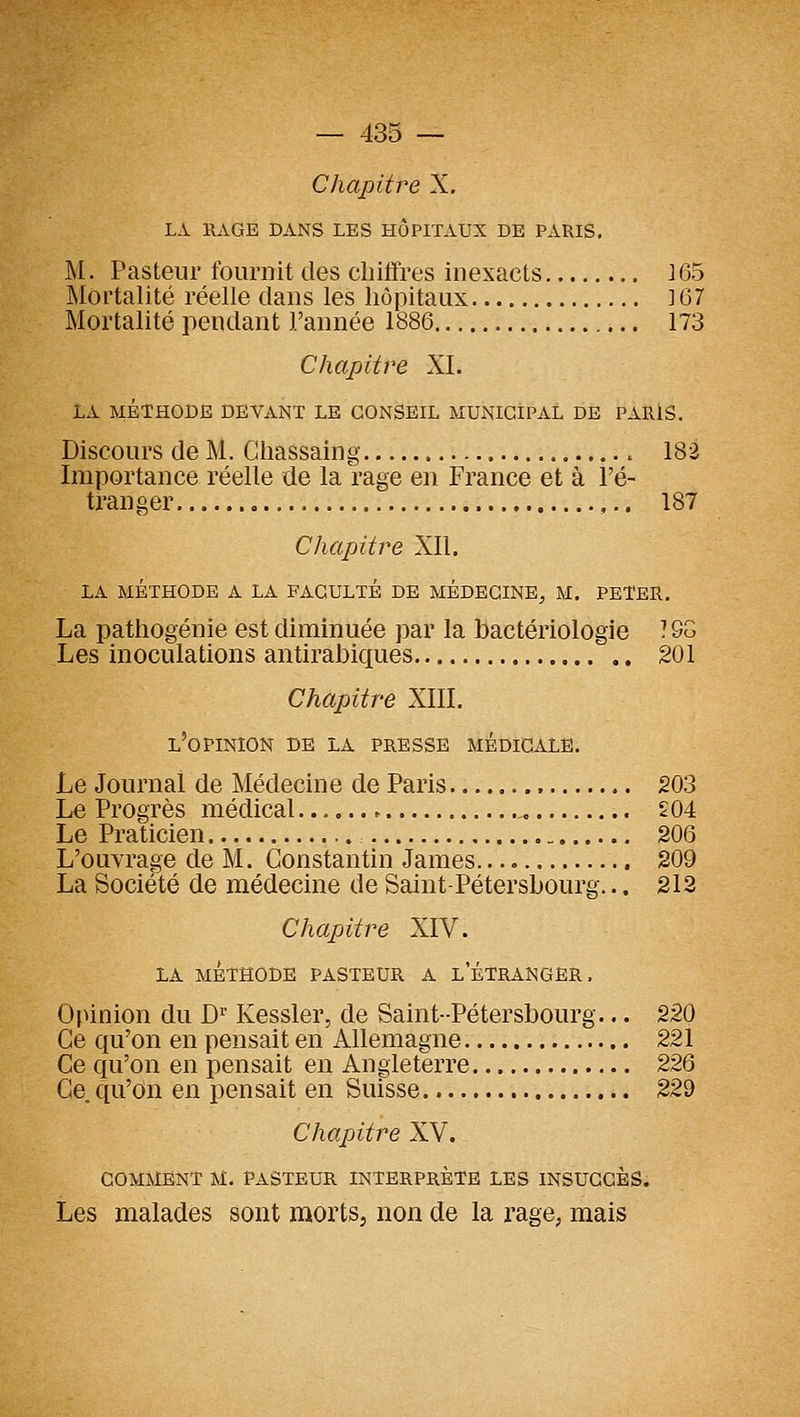 — 435 —
Chapitre X.
LA RAGE DANS LES HÔPITAUX DE PARIS.
M. Pasteur fournit des chiffres inexacts......... 165
Mortalité réelle dans les hôpitaux............... 167
Mortalité pendant l'année 1886................... 173
Chapitre XI.
LA MÉTHODE DEVANT LE CONSEIL MUNICIPAL DE PARIS.
Discours de M. Chassaing......................... 182
Importance réelle de la rage en France et à l'é-
tranger.......................................... 187
Chapitre XII.
LA MÉTHODE A LA FACULTÉ DE MÉDECINE, M. PETER.
La pathogénie est diminuée par la bactériologie
Les inoculations antirabiques.................. .. 201
Chapitre XIII.
L'OPINION DE LA PRESSE MÉDICALE.
Le Journal de Médecine de Paris................ 203
Le Progrès médical............................. 204
Le Praticien................................... 206
L'ouvrage de M. Constantin James............... 209
La Société de médecine de Saint-Pétersbourg... 212
Chapitre XIV.
LA MÉTHODE PASTEUR A L'ÉTRANGER.
Opinion du Dr Kessler, de Saint-Pétersbourg... 220
Ce qu'on en pensait en Allemagne............... 221
Ce qu'on en pensait en Angleterre.............. 226
Ce qu'on en pensait en Suisse.................. 229
Chapitre XV.
COMMENT M. PASTEUR INTERPRÈTE LES INSUCCÈS.
Les malades sont morts, non de la rage, mais